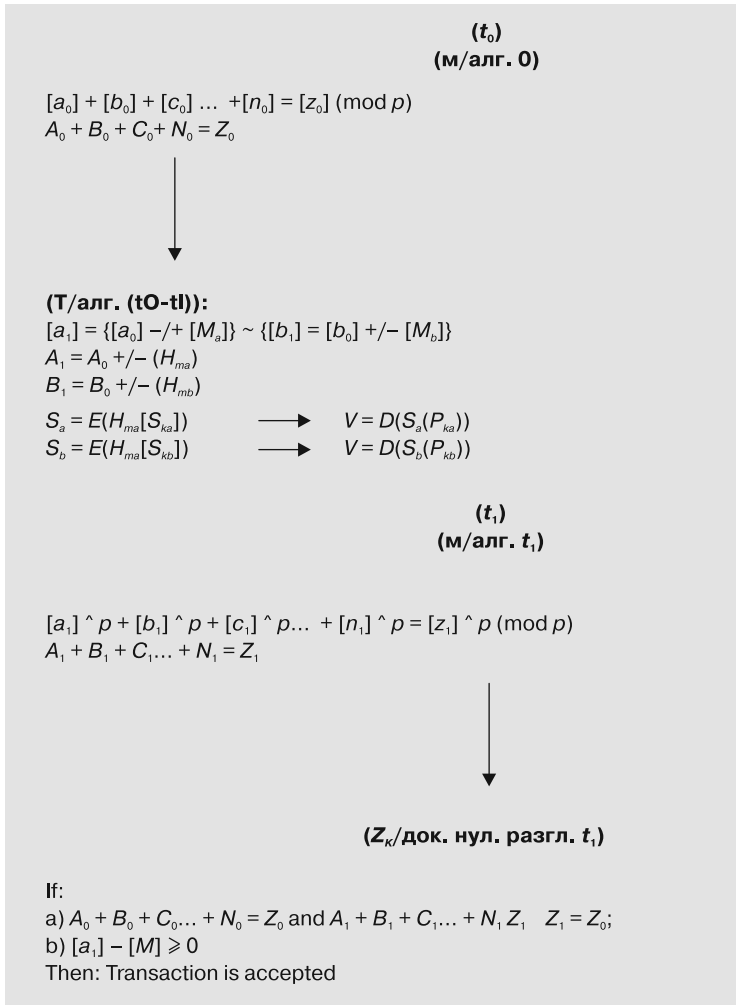 (t₀)
(м/алг. 0)
[a₀] + [b₀] + [c₀] ... +[n₀] = [z₀] (mod p)
A₀ + B₀ + C₀+ N₀ = Z₀
(Т/алг. (tO-tI)):
[a₁] = {[a₀] –/+ [Mₐ]} ~ {[b₁] = [b₀] +/– [M_b]}
A₁ = A₀ +/– (H_ma)
B₁ = B₀ +/– (H_mb)
Sₐ = E(H_ma[S_ka]) → V = D(Sₐ(P_ka))
S_b = E(H_ma[S_kb]) → V = D(S_b(P_kb))
(t₁)
(м/алг. t₁)
[a₁] ^ p + [b₁] ^ p + [c₁] ^ p... + [n₁] ^ p = [z₁] ^ p (mod p)
A₁ + B₁ + C₁... + N₁ = Z₁
(Z_K/док. нул. разгл. t₁)
If:
a) A₀ + B₀ + C₀... + N₀ = Z₀ and A₁ + B₁ + C₁... + N₁ Z₁ Z₁ = Z₀;
b) [a₁] – [M] ⩾ 0
Then: Transaction is accepted